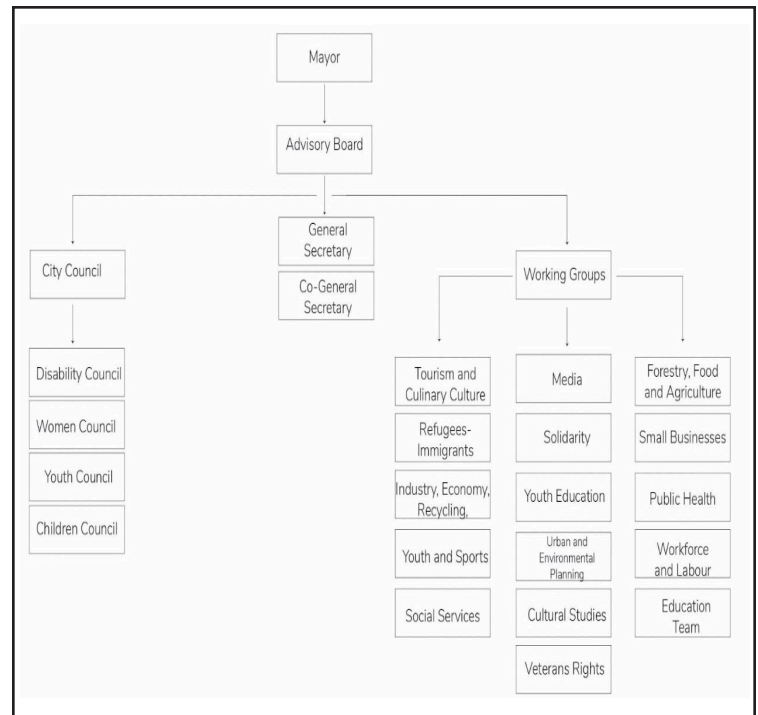 Mayor
Advisory Board
General
Secretary
Co-General
Secretary
City Council
Disability Council
Women Council
Youth Council
Children Council
Working Groups
Tourism and
Culinary Culture
Refugees-
Immigrants
Industry, Economy,
Recycling,
Youth and Sports
Social Services
Media
Solidarity
Youth Education
Urban and
Environmental
Planning
Cultural Studies
Veterans Rights
Forestry, Food
and Agriculture
Small Businesses
Public Health
Workforce
and Labour
Education
Team